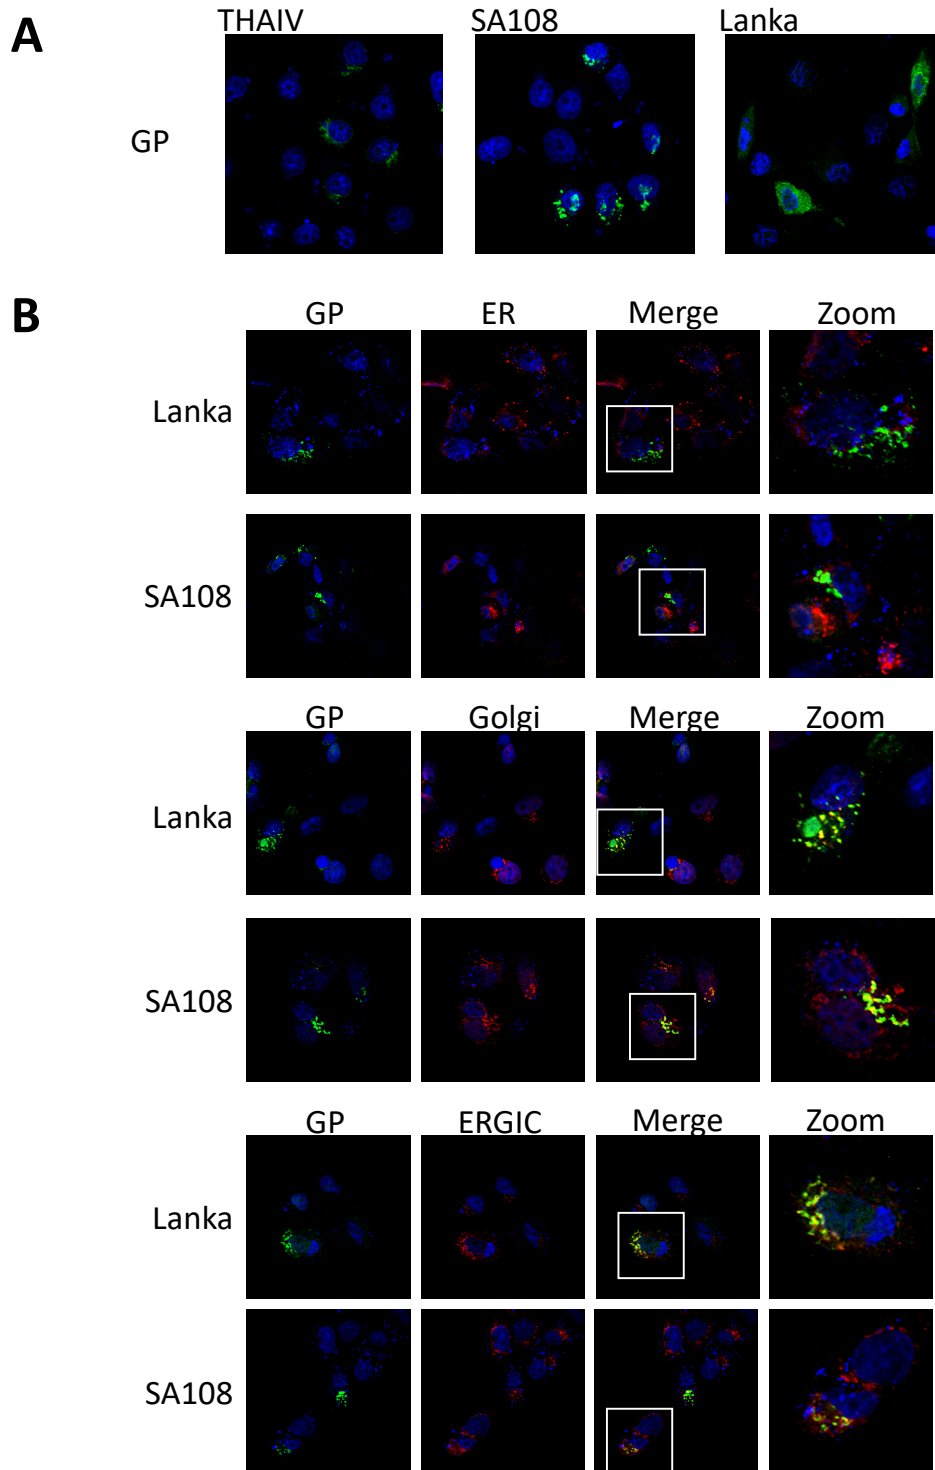 A
THAIV SA108 Lanka
GP
B
GP ER Merge Zoom
Lanka
SA108
GP Golgi Merge Zoom
Lanka
SA108
GP ERGIC Merge Zoom
Lanka
SA108